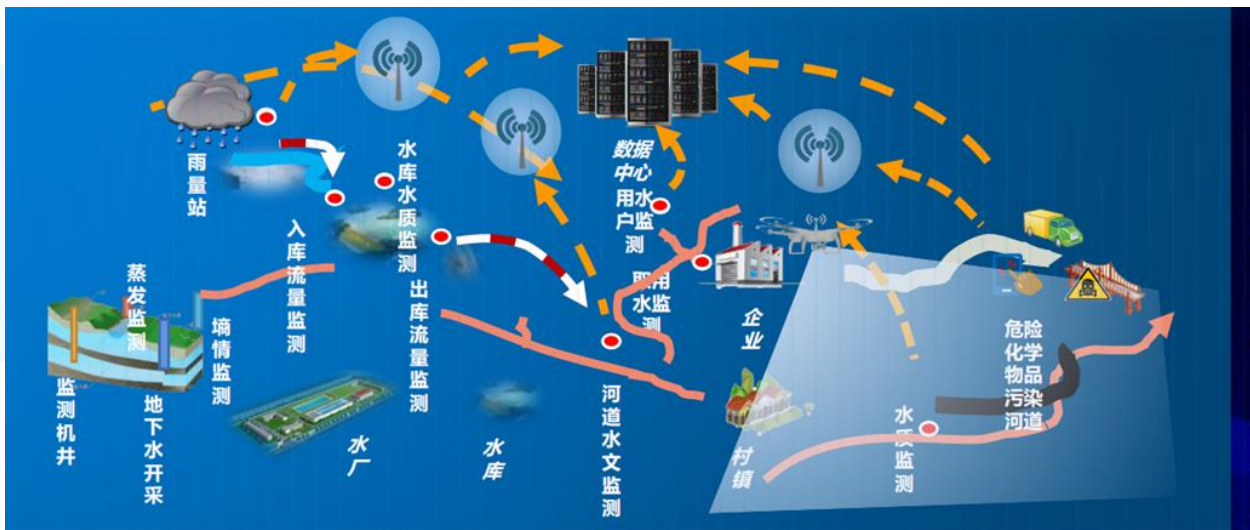 雨量站
水库水质监测
数据
中心
用水
户监
测
入库流量监测
蒸发监测
墒情监测
出库流量监测
取用
水监
测
企业
危险
化学
物品
污染
河道
监测机井
地下水开采
水厂
水库
河道水文监测
村镇
水质监测